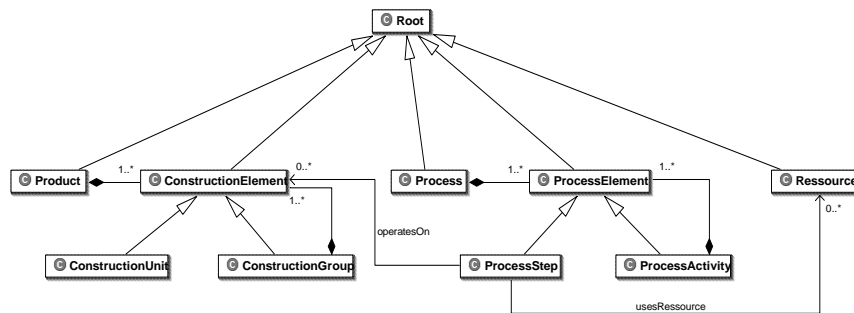 C Root
1..*
0..*
1..*
1..*
C Product
C ConstructionElement
C Process
C ProcessElement
C Ressource
1..*
0..*
operatesOn
C ConstructionUnit
C ConstructionGroup
C ProcessStep
C ProcessActivity
usesRessource